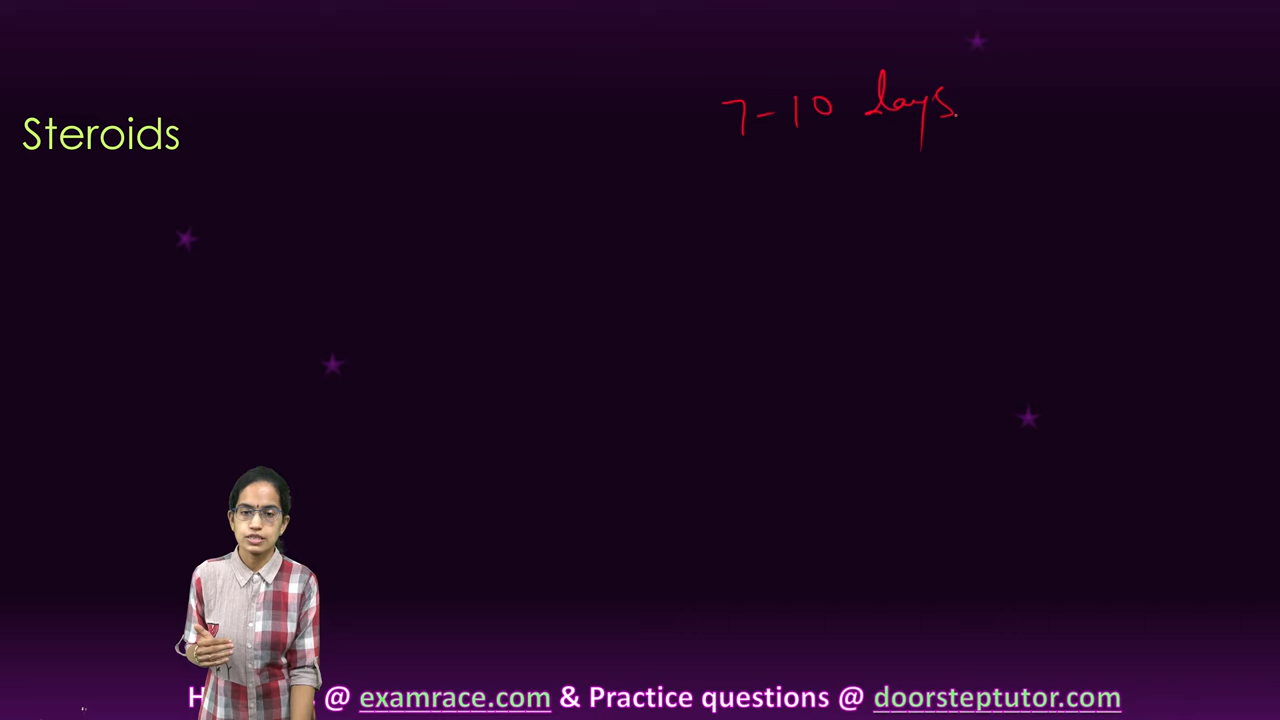 7-10 days.
Steroids
H @ examrace.com & Practice questions @ doorsteptutor.com